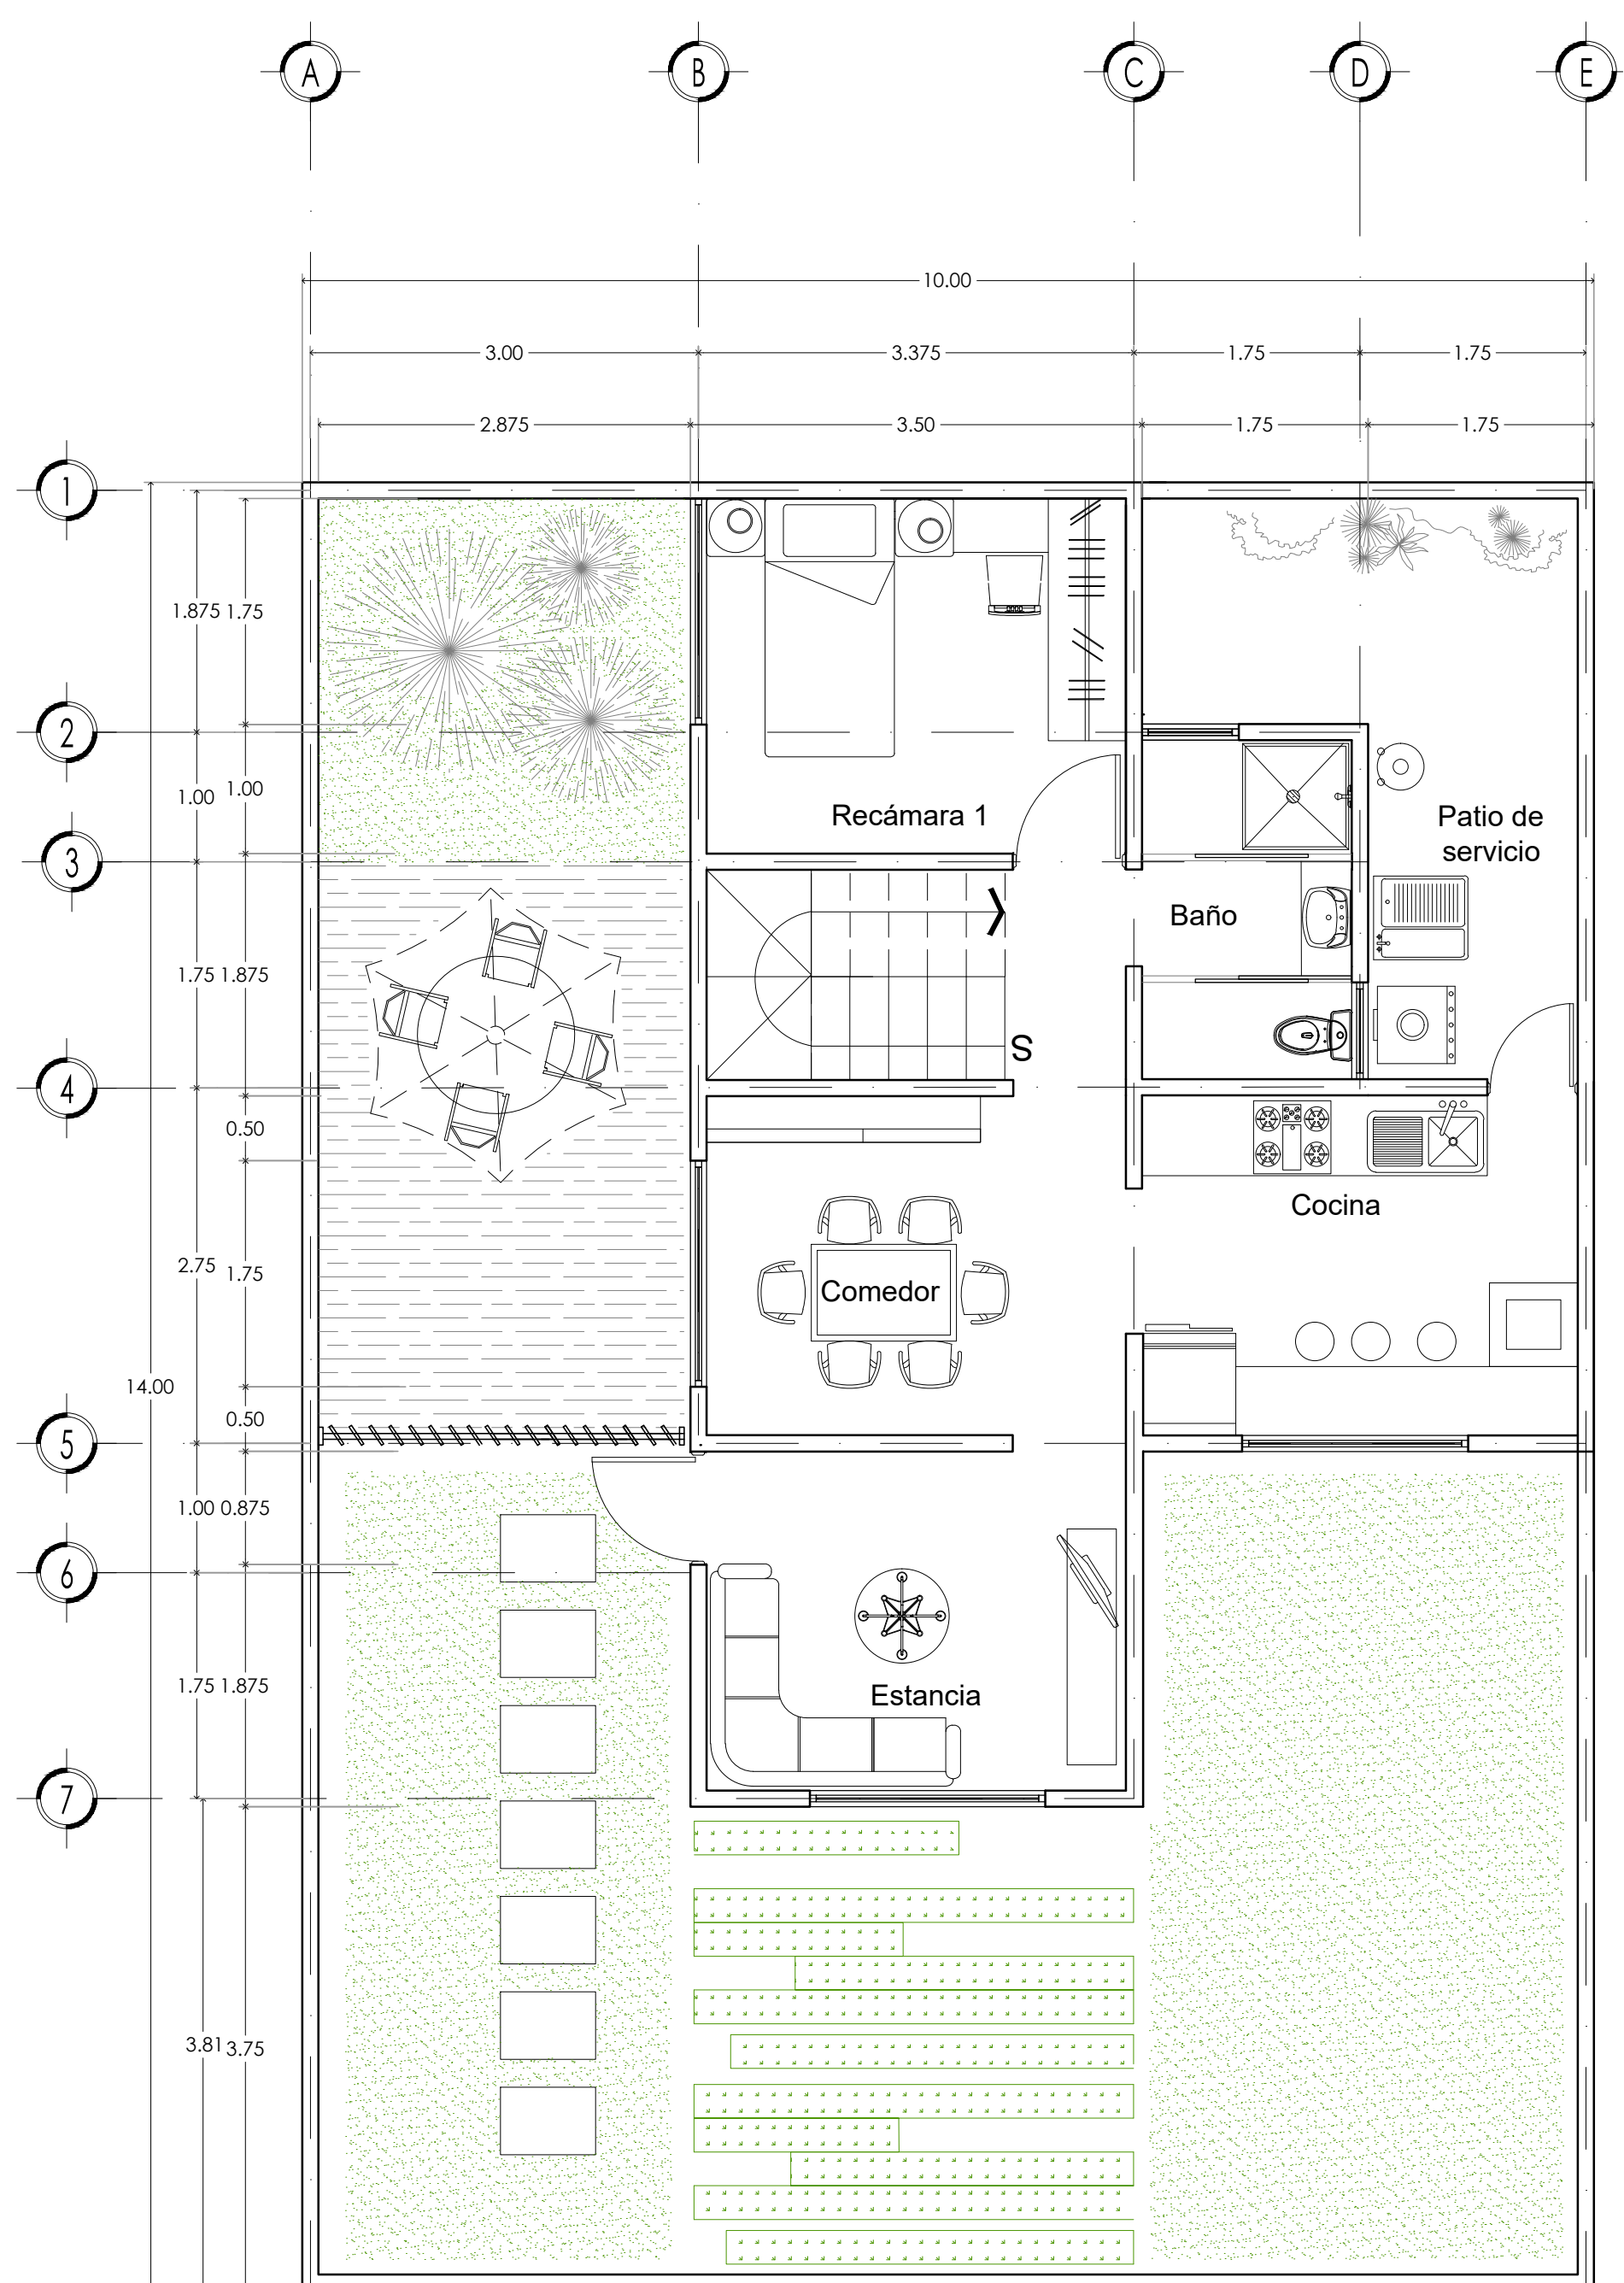 A B C D E
10.00
3.00 3.375 1.75 1.75
2.875 3.50 1.75 1.75
1
1.875 1.75
2
1.00 1.00
Recámara 1
Patio de
servicio
3
Baño
1.75 1.875
S
4
0.50
Cocina
2.75 1.75
Comedor
14.00
0.50
5
1.00 0.875
6
1.75 1.875
Estancia
7
3.81 3.75